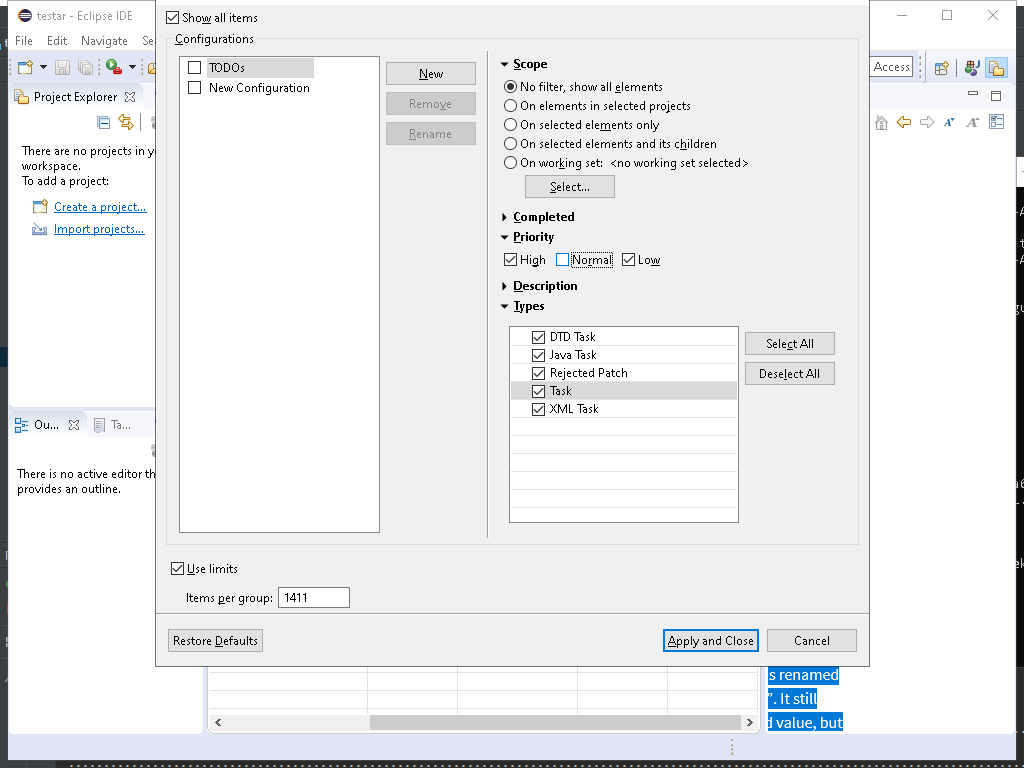 testar - Eclipse IDE
File Edit Navigate Se
Access
Project Explorer
There are no projects in y
workspace.
To add a project:
Create a project...
Import projects...
Ou...
Ta...
There is no active editor th
provides an outline.
Show all items
Configurations
TODOs
New Configuration
New
Remove
Rename
Scope
No filter, show all elements
On elements in selected projects
On selected elements only
On selected elements and its children
On working set: <no working set selected>
Select...
Completed
Priority
High Normal Low
Description
Types
DTD Task
Java Task
Rejected Patch
Task
XML Task
Select All
Deselect All
Use limits
Items per group: 1411
Restore Defaults
Apply and Close
Cancel
s renamed
”. It still
d value, but